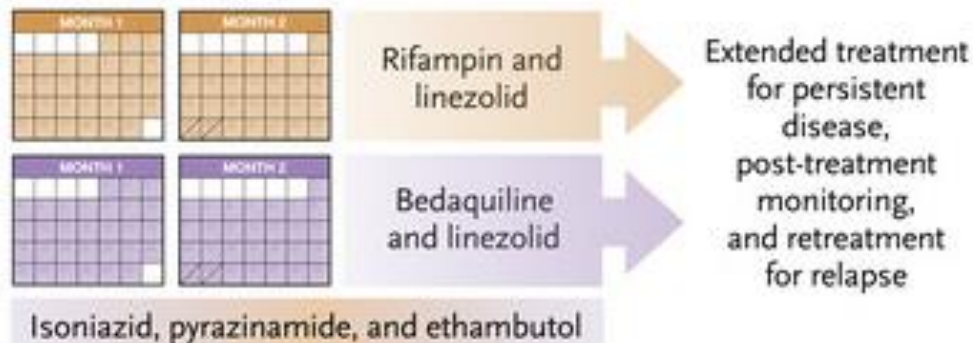 MONTH 1
MONTH 2
Rifampin and
linezolid
MONTH 1
MONTH 2
Bedaquiline
and linezolid
Extended treatment
for persistent
disease,
post-treatment
monitoring,
and retreatment
for relapse
Isoniazid, pyrazinamide, and ethambutol